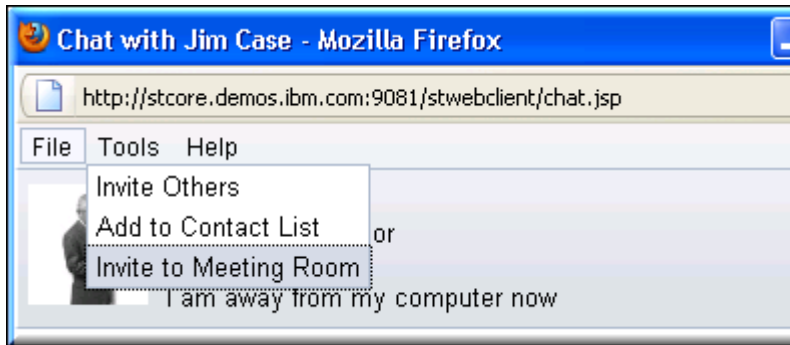 Chat with Jim Case - Mozilla Firefox
http://stcore.demos.ibm.com:9081/stwebclient/chat.jsp
File Tools Help
Invite Others
Add to Contact List
or
Invite to Meeting Room
I am away from my computer now